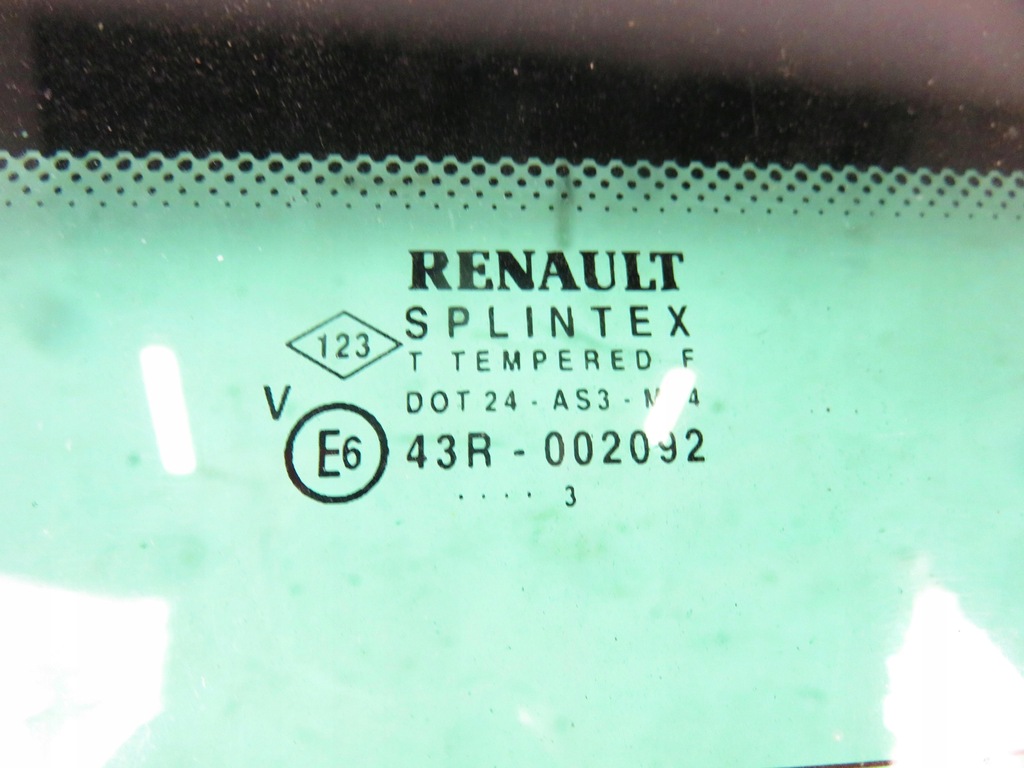 RENAULT
SPLINTEX
123
T TEMPERED F
V
DOT 24 - AS3 -
E6
43R - 002092
.... 3